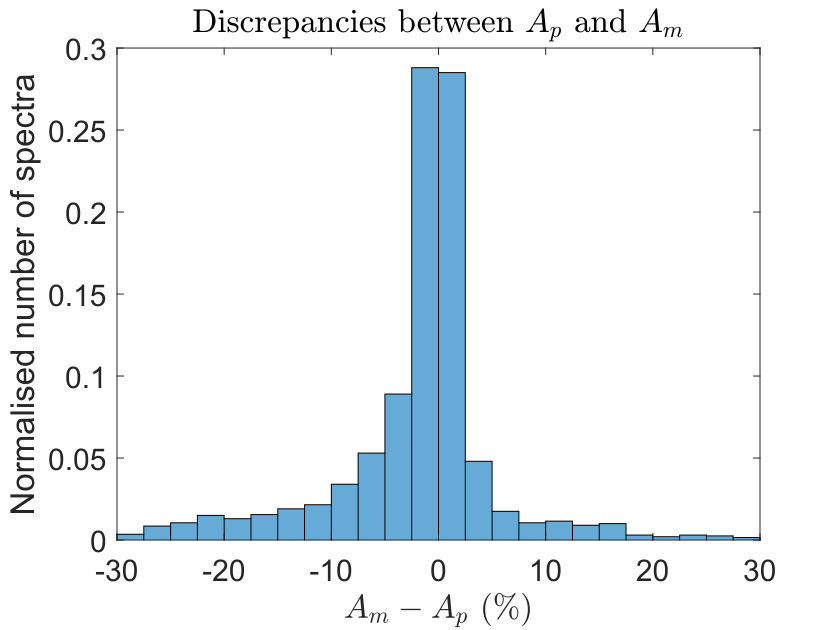 Discrepancies between A_p and A_m
Normalised number of spectra
0.3
0.25
0.2
0.15
0.1
0.05
0
-30 -20 -10 0 10 20 30
A_m − A_p (%)